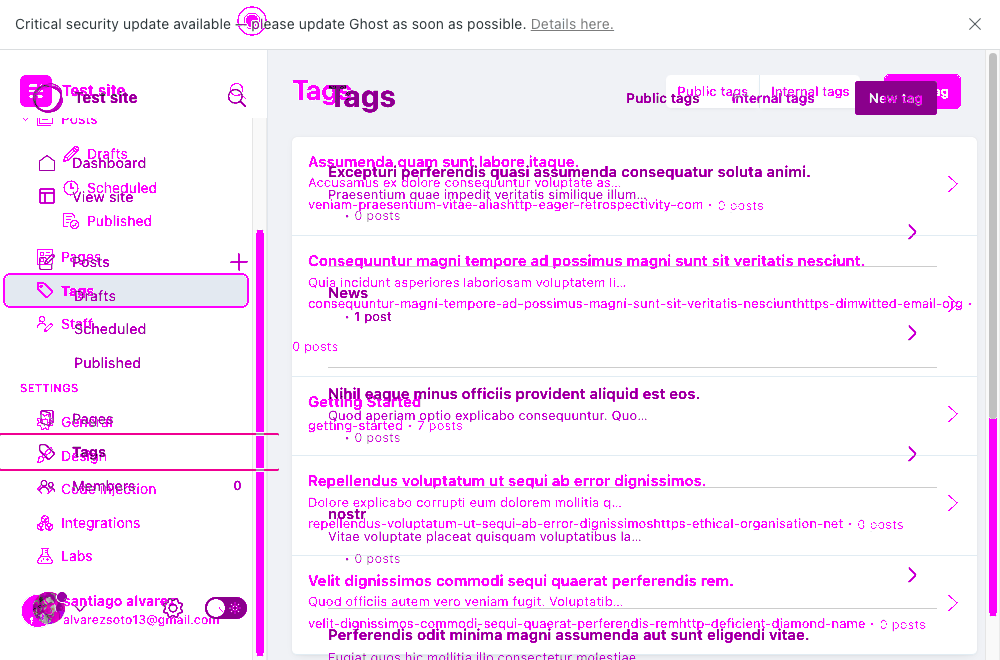 Critical security update available — please update Ghost as soon as possible. Details here.
Test site
Test site
Tags
Tags
Public tags
Internal tags
Public tags
Internal tags
New tag
Posts
Drafts
Dashboard
Scheduled
View site
Published
Pages
Posts
Tags
Drafts
Staff
Scheduled
Published
SETTINGS
Pages
General
Tags
Design
Members
0
Code injection
Integrations
Labs
santiago alvarez
alvarezsoto13@gmail.com
Assumenda quam sunt labore itaque.
Excepturi perferendis quasi assumenda consequatur soluta animi.
Accusamus ex dolore consequuntur voluptate as...
Praesentium quae impedit veritatis similique illum...
veniam-praesentium-vitae-aliashttp-eager-retrospectivity-com · 0 posts
· 0 posts
Consequuntur magni tempore ad possimus magni sunt sit veritatis nesciunt.
Quia incidunt asperiores laboriosam voluptatem li...
News
consequuntur-magni-tempore-ad-possimus-magni-sunt-sit-veritatis-nesciunthttps-dimwitted-email-org ·
· 1 post
0 posts
Nihil eaque minus officiis provident aliquid est eos.
Getting Started
Quod aperiam optio explicabo consequuntur. Quo...
getting-started · 7 posts
· 0 posts
Repellendus voluptatum ut sequi ab error dignissimos.
Dolore explicabo corrupti eum dolorem mollitia q...
nostr
repellendus-voluptatum-ut-sequi-ab-error-dignissimoshttps-ethical-organisation-net · 0 posts
Vitae voluptate placeat quisquam voluptatibus la...
· 0 posts
Velit dignissimos commodi sequi quaerat perferendis rem.
Quod officiis autem vero veniam fugit. Voluptatib...
velit-dignissimos-commodi-sequi-quaerat-perferendis-remhttp-deficient-diamond-name · 0 posts
Perferendis odit minima magni assumenda aut sunt eligendi vitae.
Fugiat quos hic mollitia illo consectetur molestiae